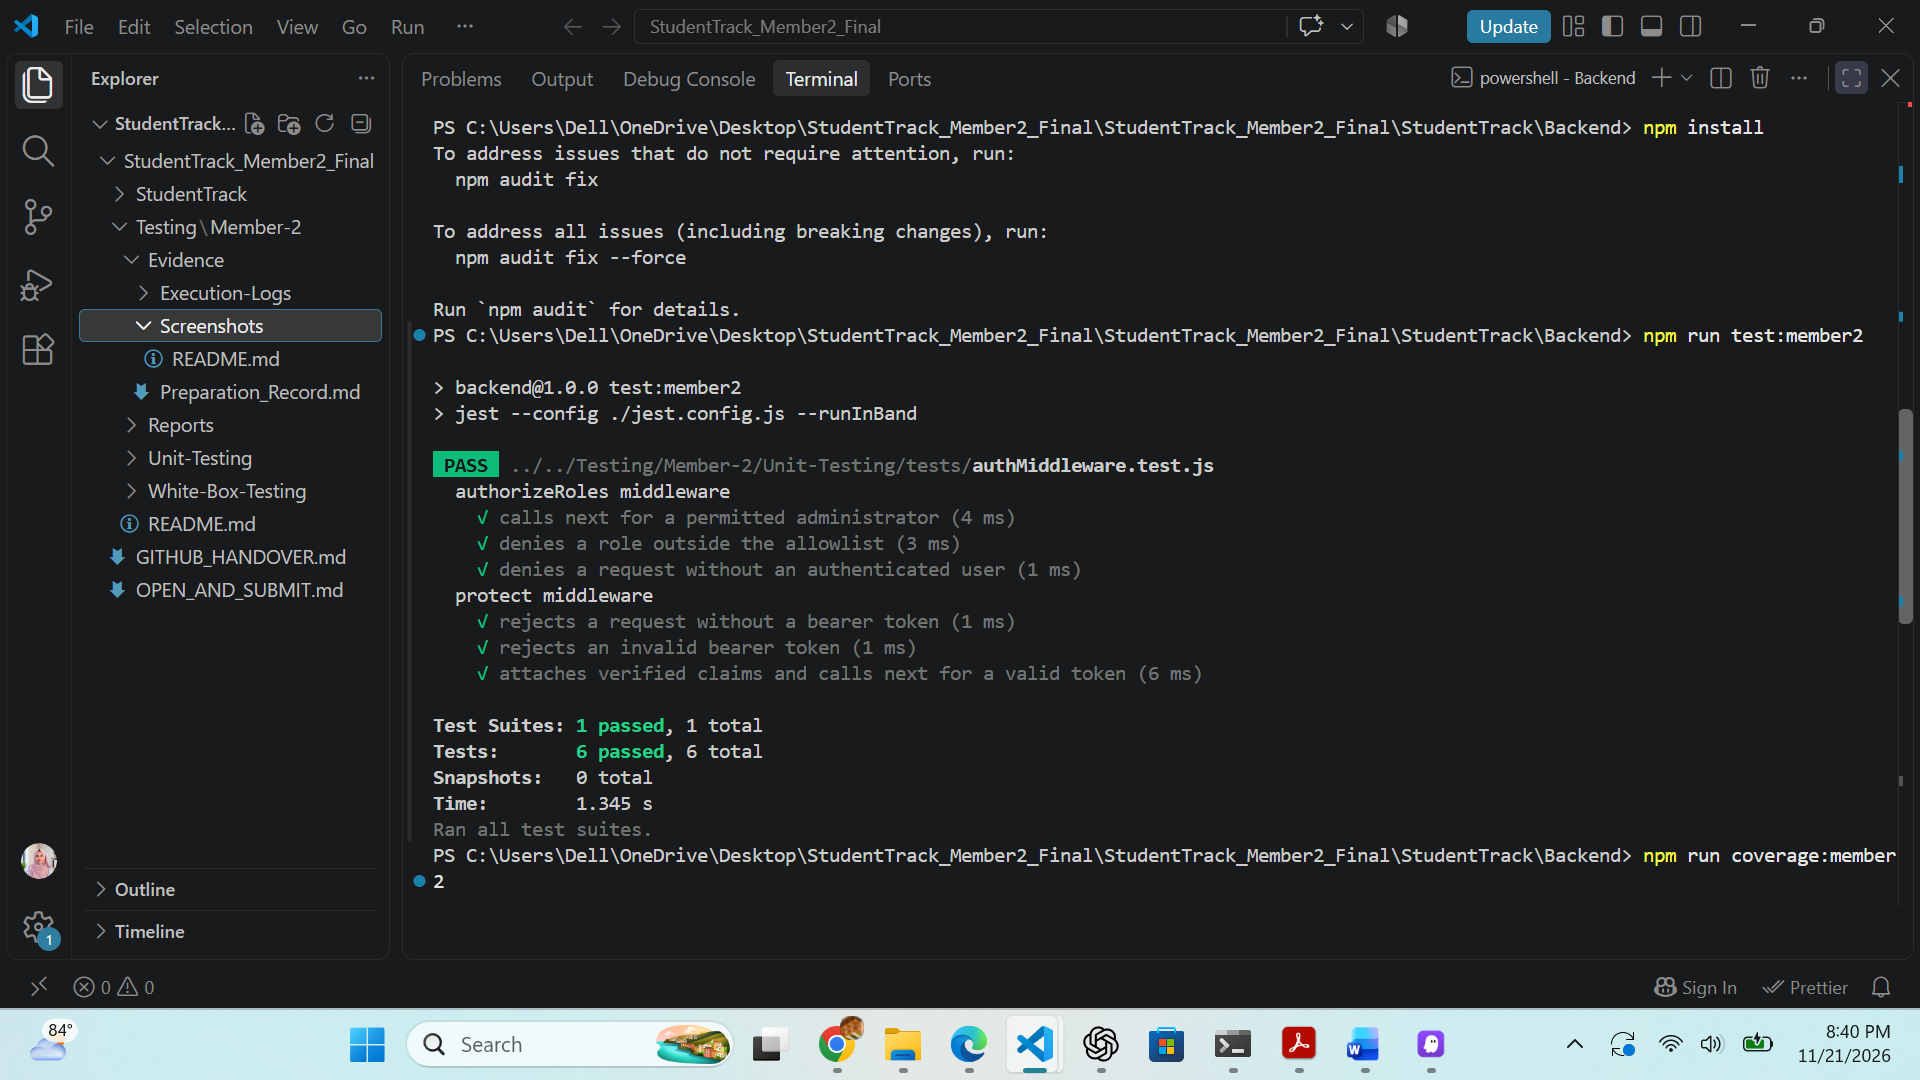 File Edit Selection View Go Run ···
StudentTrack_Member2_Final
Update
Explorer ···
StudentTrack...
StudentTrack_Member2_Final
StudentTrack
Testing\Member-2
Evidence
Execution-Logs
Screenshots
README.md
Preparation_Record.md
Reports
Unit-Testing
White-Box-Testing
README.md
GITHUB_HANDOVER.md
OPEN_AND_SUBMIT.md
Outline
Timeline
1
Problems Output Debug Console Terminal Ports
powershell - Backend
PS C:\Users\Dell\OneDrive\Desktop\StudentTrack_Member2_Final\StudentTrack_Member2_Final\StudentTrack\Backend> npm install
To address issues that do not require attention, run:
npm audit fix
To address all issues (including breaking changes), run:
npm audit fix --force
Run `npm audit` for details.
PS C:\Users\Dell\OneDrive\Desktop\StudentTrack_Member2_Final\StudentTrack_Member2_Final\StudentTrack\Backend> npm run test:member2
> backend@1.0.0 test:member2
> jest --config ./jest.config.js --runInBand
PASS ../../Testing/Member-2/Unit-Testing/tests/authMiddleware.test.js
authorizeRoles middleware
√ calls next for a permitted administrator (4 ms)
√ denies a role outside the allowlist (3 ms)
√ denies a request without an authenticated user (1 ms)
protect middleware
√ rejects a request without a bearer token (1 ms)
√ rejects an invalid bearer token (1 ms)
√ attaches verified claims and calls next for a valid token (6 ms)
Test Suites: 1 passed, 1 total
Tests: 6 passed, 6 total
Snapshots: 0 total
Time: 1.345 s
Ran all test suites.
PS C:\Users\Dell\OneDrive\Desktop\StudentTrack_Member2_Final\StudentTrack_Member2_Final\StudentTrack\Backend> npm run coverage:member
2
0 0
Sign In Prettier
84°
Search
8:40 PM
11/21/2026